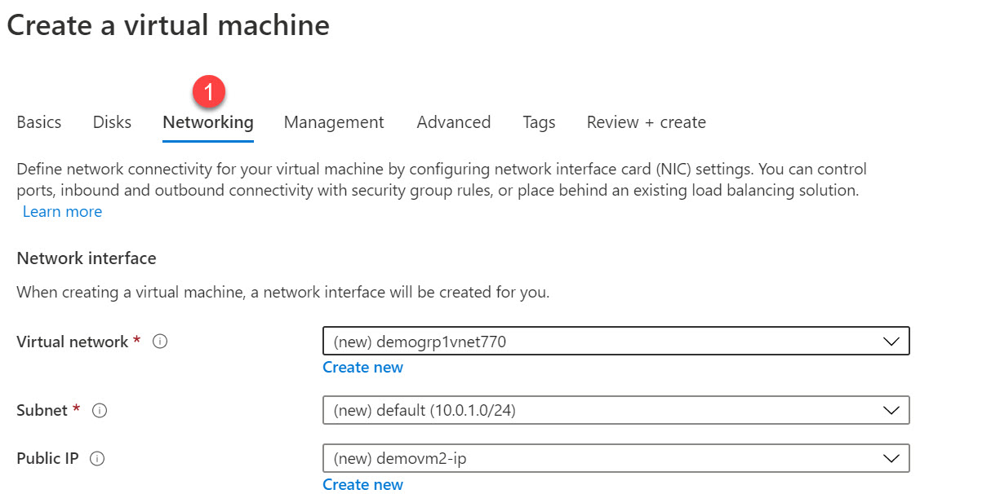 Create a virtual machine
1
Basics Disks Networking Management Advanced Tags Review + create
Define network connectivity for your virtual machine by configuring network interface card (NIC) settings. You can control
ports, inbound and outbound connectivity with security group rules, or place behind an existing load balancing solution.
Learn more
Network interface
When creating a virtual machine, a network interface will be created for you.
Virtual network * (new) demogrp1vnet770
Create new
Subnet * (new) default (10.0.1.0/24)
Public IP (new) demovm2-ip
Create new